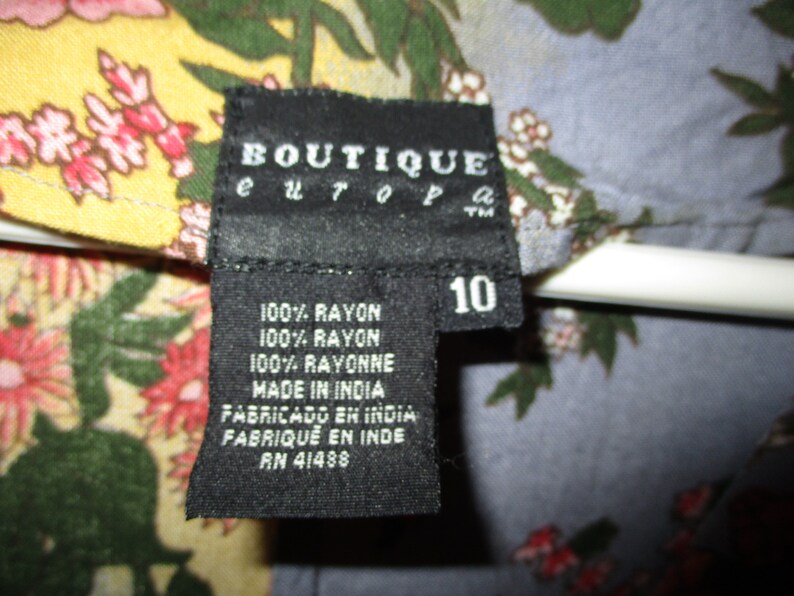 BOUTIQUE
europa
TM
10
100% RAYON
100% RAYON
100% RAYONNE
MADE IN INDIA
FABRICADO EN INDIA
FABRIQUÉ EN INDE
RN 41488